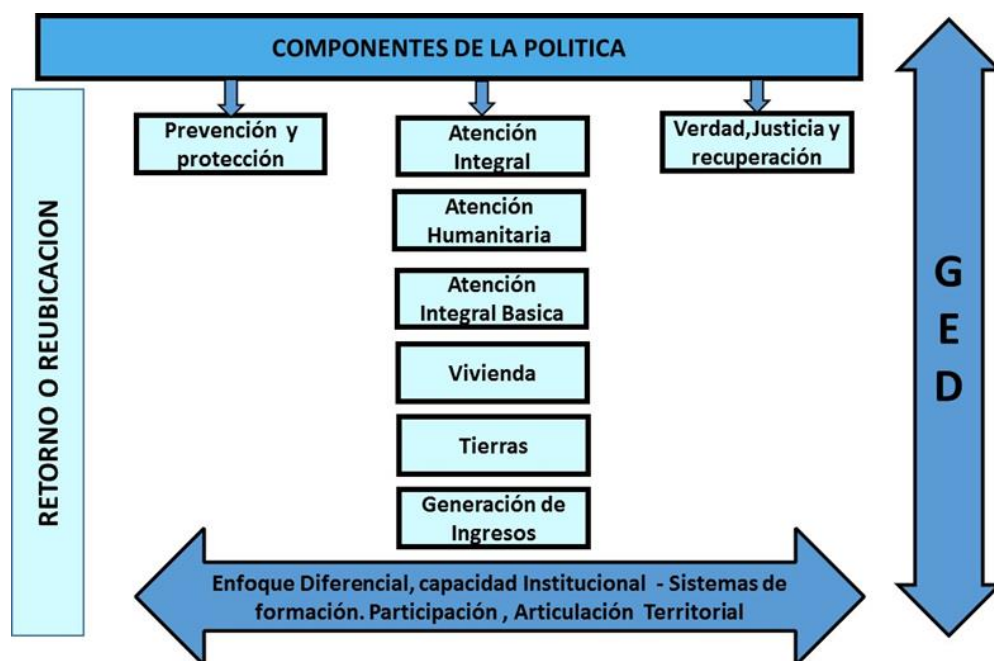 COMPONENTES DE LA POLITICA
RETORNO O REUBICACION
Prevención y
protección
Atención
Integral
Verdad,Justicia y
recuperación
Atención
Humanitaria
Atención
Integral Basica
Vivienda
Tierras
Generación de
Ingresos
Enfoque Diferencial, capacidad Institucional - Sistemas de
formación. Participación , Articulación Territorial
G
E
D